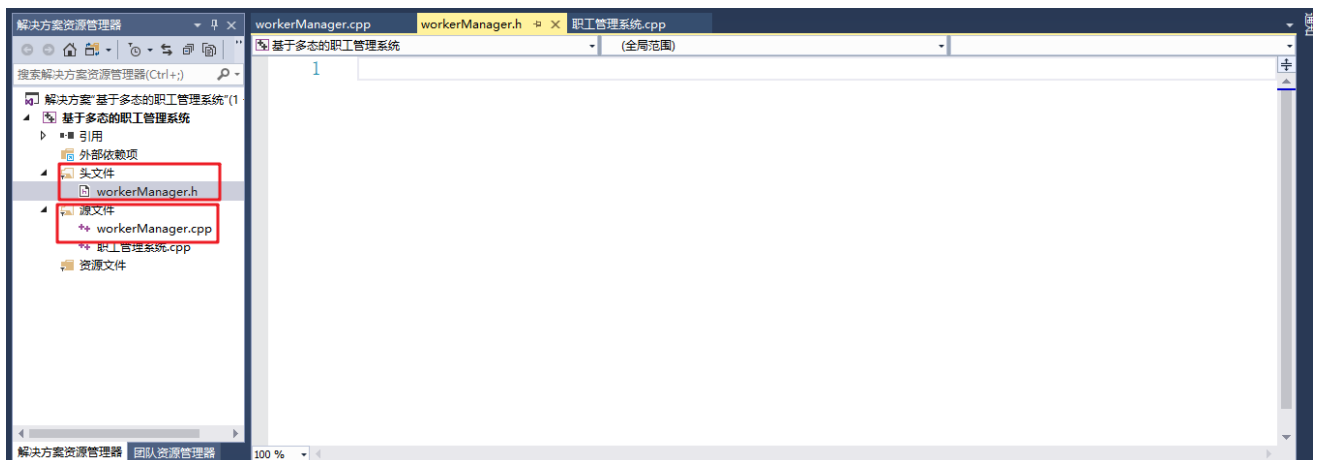 解决方案资源管理器
workerManager.cpp
workerManager.h
职工管理系统.cpp
基于多态的职工管理系统
(全局范围)
搜索解决方案资源管理器(Ctrl+;)
1
解决方案"基于多态的职工管理系统"(1
基于多态的职工管理系统
引用
外部依赖项
头文件
workerManager.h
源文件
workerManager.cpp
职工管理系统.cpp
资源文件
解决方案资源管理器
团队资源管理器
100 %